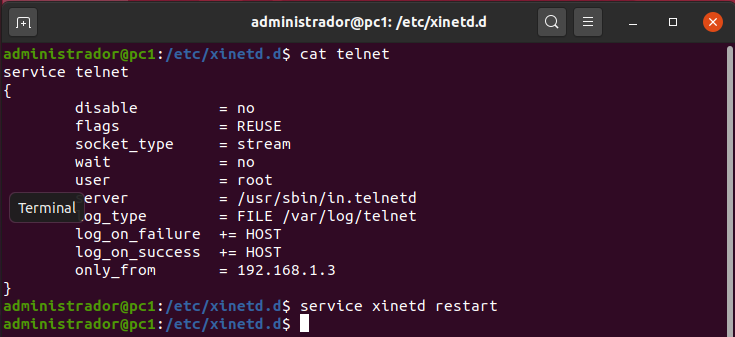 administrador@pc1: /etc/xinetd.d
administrador@pc1:/etc/xinetd.d$ cat telnet
service telnet
{
        disable         = no
        flags           = REUSE
        socket_type     = stream
        wait            = no
        user            = root
        server          = /usr/sbin/in.telnetd
Terminal
        log_type        = FILE /var/log/telnet
        log_on_failure  += HOST
        log_on_success  += HOST
        only_from       = 192.168.1.3
}
administrador@pc1:/etc/xinetd.d$ service xinetd restart
administrador@pc1:/etc/xinetd.d$